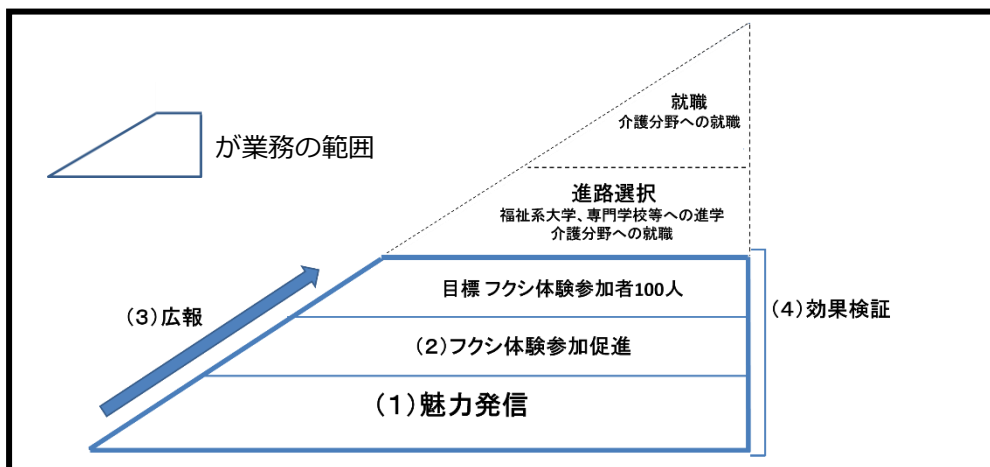 就職
介護分野への就職
が業務の範囲
進路選択
福祉系大学、専門学校等への進学
介護分野への就職
目標 フクシ体験参加者100人
(3)広報
(4)効果検証
(2)フクシ体験参加促進
(1)魅力発信